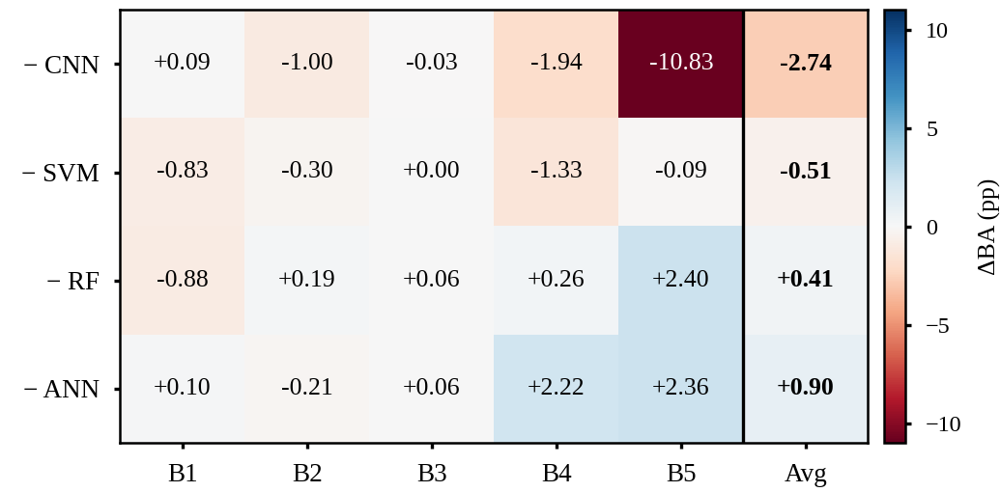 − CNN +0.09 -1.00 -0.03 -1.94 -10.83 -2.74
− SVM -0.83 -0.30 +0.00 -1.33 -0.09 -0.51
− RF -0.88 +0.19 +0.06 +0.26 +2.40 +0.41
− ANN +0.10 -0.21 +0.06 +2.22 +2.36 +0.90
B1 B2 B3 B4 B5 Avg
10
5
0
−5
−10
ΔBA (pp)